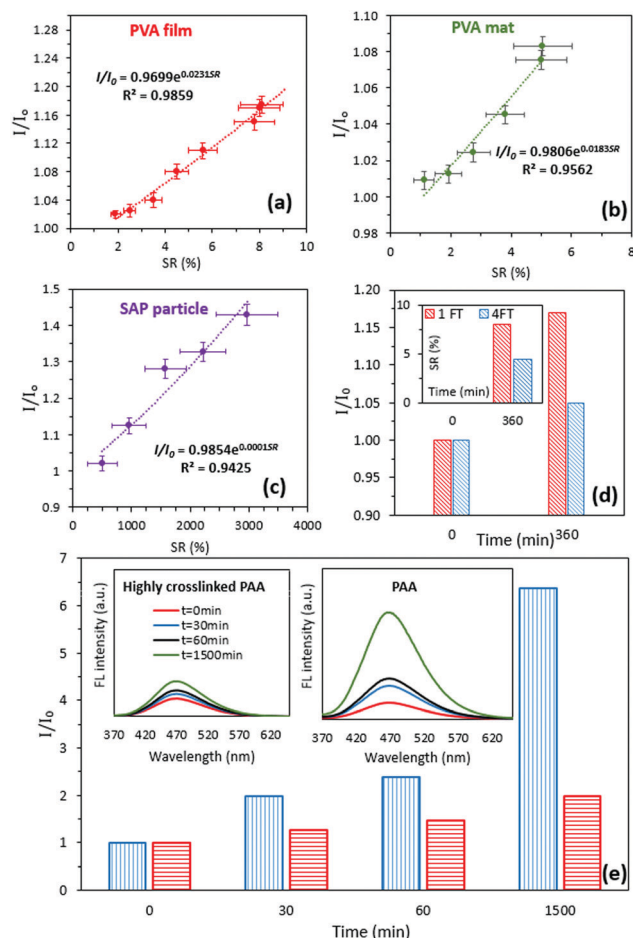 PVA film
I/I₀ = 0.9699e^0.0231SR
R² = 0.9859
(a)
I/I₀
1.28
1.24
1.20
1.16
1.12
1.08
1.04
1.00
0 2 4 6 8 10
SR (%)
PVA mat
I/I₀ = 0.9806e^0.0183SR
R² = 0.9562
(b)
I/I₀
1.10
1.08
1.06
1.04
1.02
1.00
0.98
0 2 4 6 8
SR (%)
SAP particle
I/I₀ = 0.9854e^0.0001SR
R² = 0.9425
(c)
I/I₀
1.5
1.4
1.3
1.2
1.1
1
0.9
0 1000 2000 3000 4000
SR (%)
1 FT 4FT
SR (%)
10
5
0
Time (min)
0 360
(d)
I/I₀
1.20
1.15
1.10
1.05
1.00
0.95
0.90
0 Time (min) 360
Highly crosslinked PAA
t=0min
t=30min
t=60min
t=1500min
FL intensity (a.u.)
370 420 470 520 570 620
Wavelength (nm)
PAA
FL intensity (a.u.)
370 420 470 520 570 620
Wavelength (nm)
(e)
I/I₀
7
6
5
4
3
2
1
0
0 30 60 1500
Time (min)